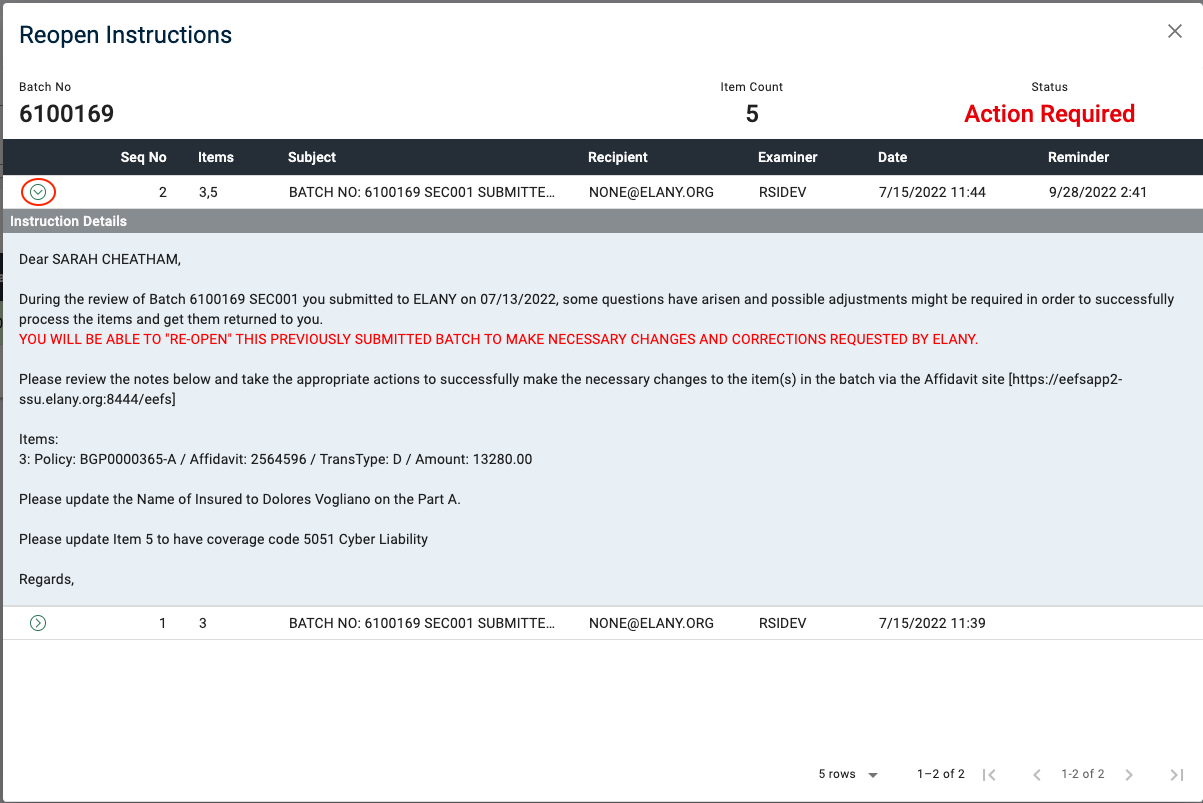 Reopen Instructions
Batch No
6100169
Item Count
5
Status
Action Required
Seq No Items Subject Recipient Examiner Date Reminder
2 3,5 BATCH NO: 6100169 SEC001 SUBMITTE... NONE@ELANY.ORG RSIDEV 7/15/2022 11:44 9/28/2022 2:41
Instruction Details
Dear SARAH CHEATHAM,
During the review of Batch 6100169 SEC001 you submitted to ELANY on 07/13/2022, some questions have arisen and possible adjustments might be required in order to successfully
process the items and get them returned to you.
YOU WILL BE ABLE TO "RE-OPEN" THIS PREVIOUSLY SUBMITTED BATCH TO MAKE NECESSARY CHANGES AND CORRECTIONS REQUESTED BY ELANY.
Please review the notes below and take the appropriate actions to successfully make the necessary changes to the item(s) in the batch via the Affidavit site [https://eefsapp2-
ssu.elany.org:8444/eefs]
Items:
3: Policy: BGP0000365-A / Affidavit: 2564596 / TransType: D / Amount: 13280.00
Please update the Name of Insured to Dolores Vogliano on the Part A.
Please update Item 5 to have coverage code 5051 Cyber Liability
Regards,
1 3 BATCH NO: 6100169 SEC001 SUBMITTE... NONE@ELANY.ORG RSIDEV 7/15/2022 11:39
5 rows 1–2 of 2 1-2 of 2